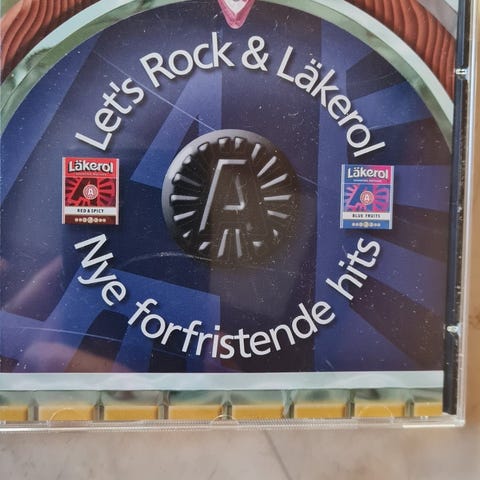 Let's Rock & Läkerol
Läkerol
RED & SPICY
Läkerol
BLUE FRUITS
A
Nye forfristende hits